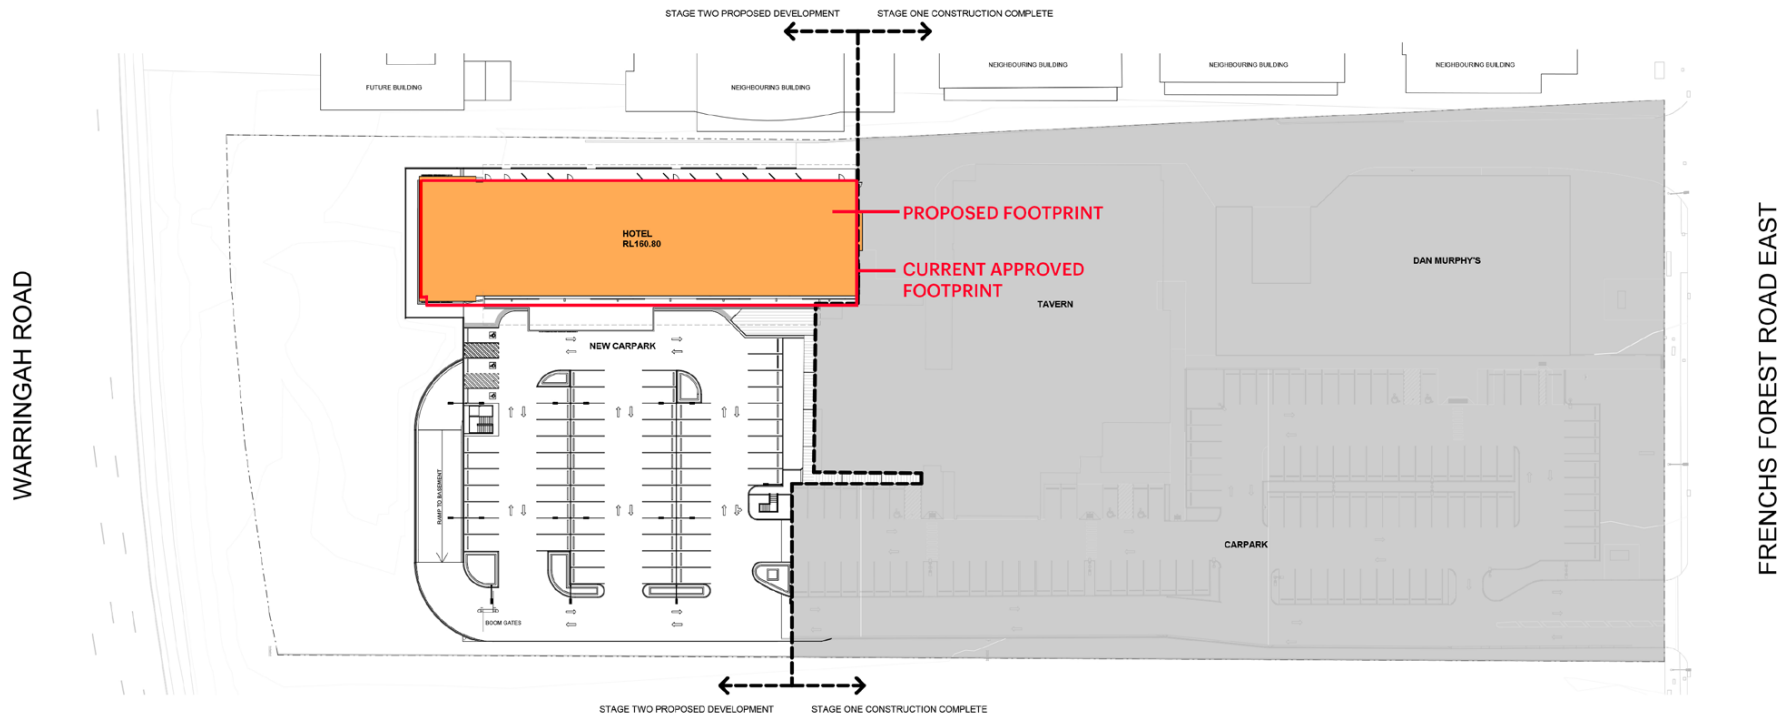 STAGE TWO PROPOSED DEVELOPMENT
STAGE ONE CONSTRUCTION COMPLETE
FUTURE BUILDING
NEIGHBOURING BUILDING
NEIGHBOURING BUILDING
NEIGHBOURING BUILDING
NEIGHBOURING BUILDING
WARRINGAH ROAD
HOTEL
RL160.80
PROPOSED FOOTPRINT
CURRENT APPROVED
FOOTPRINT
TAVERN
DAN MURPHY'S
FRENCHS FOREST ROAD EAST
NEW CARPARK
RAMP TO BASEMENT
CARPARK
BOOM GATES
STAGE TWO PROPOSED DEVELOPMENT
STAGE ONE CONSTRUCTION COMPLETE